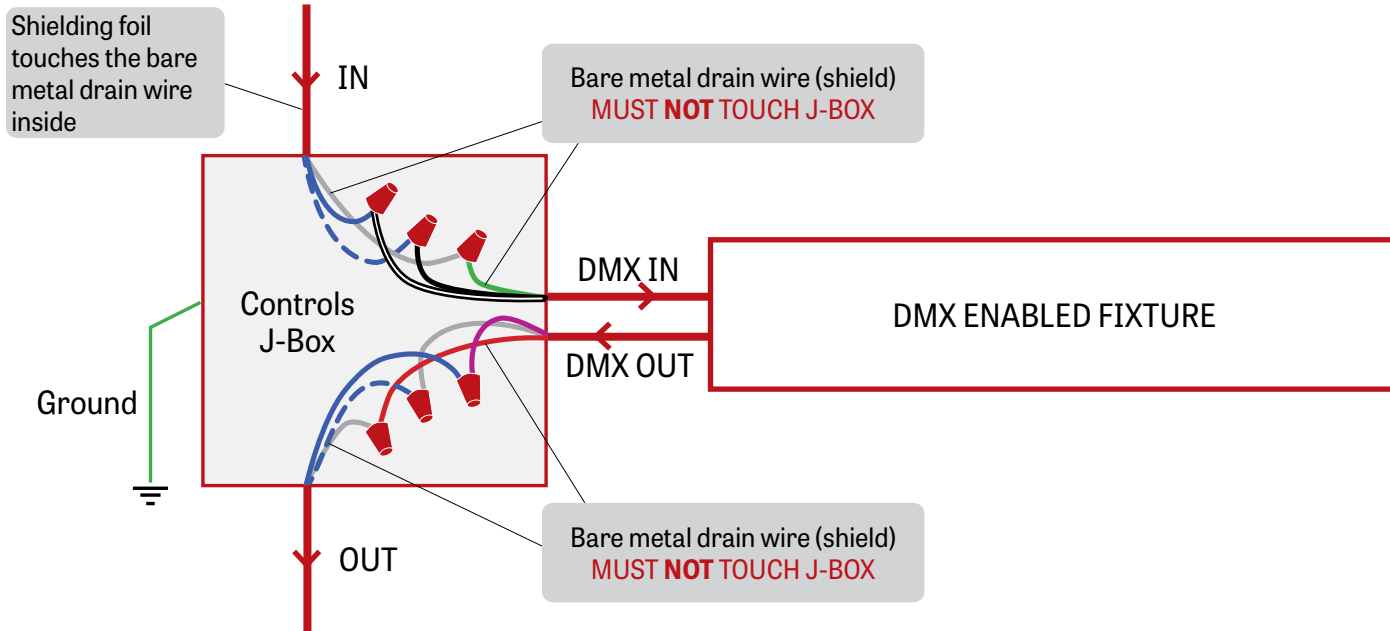 Shielding foil
touches the bare
metal drain wire
inside
IN
Bare metal drain wire (shield)
MUST NOT TOUCH J-BOX
Controls
J-Box
DMX IN
DMX ENABLED FIXTURE
DMX OUT
Ground
Bare metal drain wire (shield)
MUST NOT TOUCH J-BOX
OUT